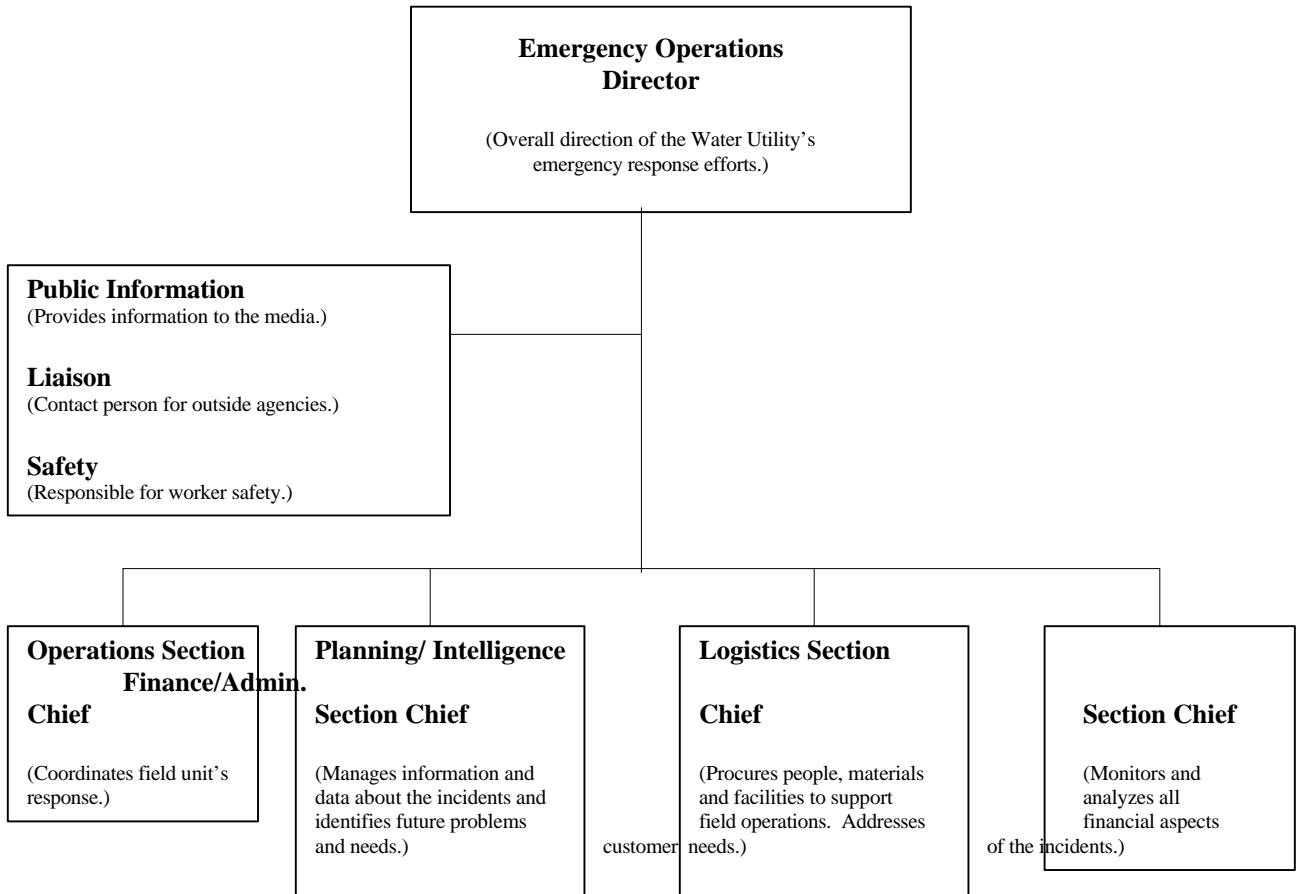 Emergency Operations
Director
(Overall direction of the Water Utility’s
emergency response efforts.)
Public Information
(Provides information to the media.)
Liaison
(Contact person for outside agencies.)
Safety
(Responsible for worker safety.)
Operations Section
Finance/Admin.
Chief
(Coordinates field unit’s
response.)
Planning/ Intelligence
Section Chief
(Manages information and
data about the incidents and
identifies future problems
and needs.)
Logistics Section
Chief
(Procures people, materials
and facilities to support
field operations. Addresses
customer needs.)
Section Chief
(Monitors and
analyzes all
financial aspects
of the incidents.)